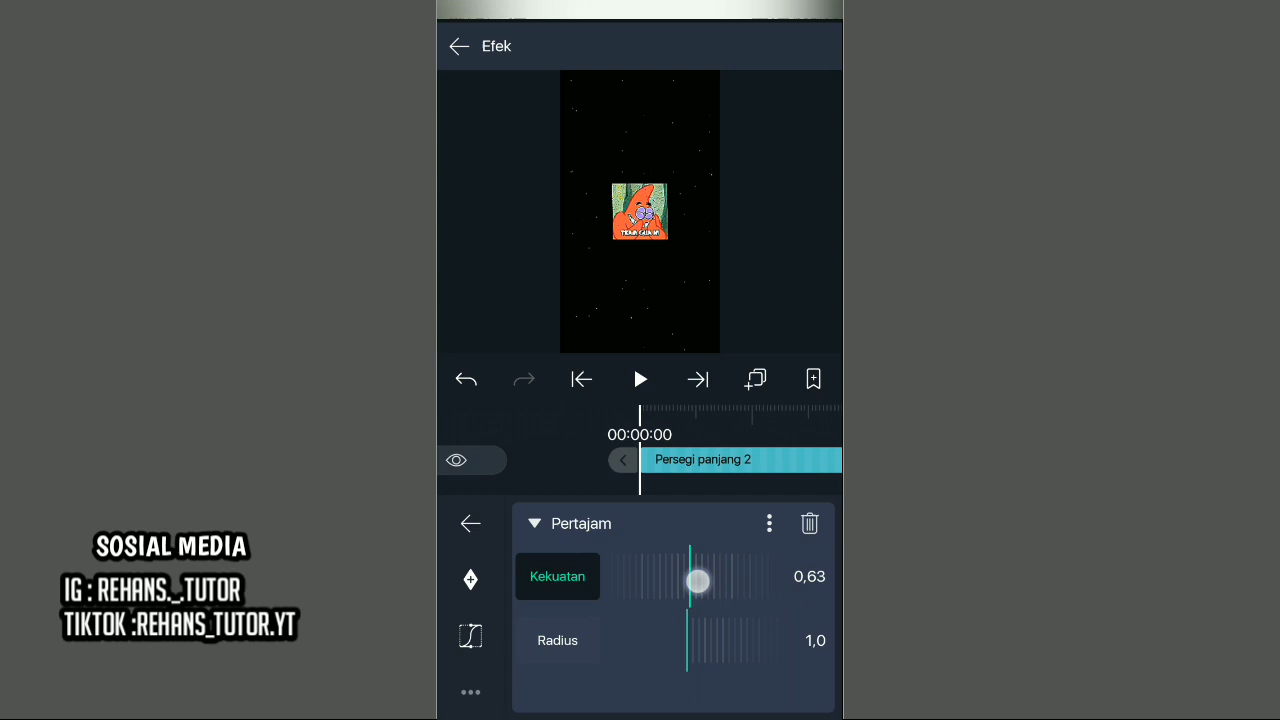 Efek
00:00:00
Persegi panjang 2
Pertajam
Kekuatan
0,63
Radius
1,0
SOSIAL MEDIA
IG : REHANS._.TUTOR
TIKTOK :REHANS_TUTOR.YT